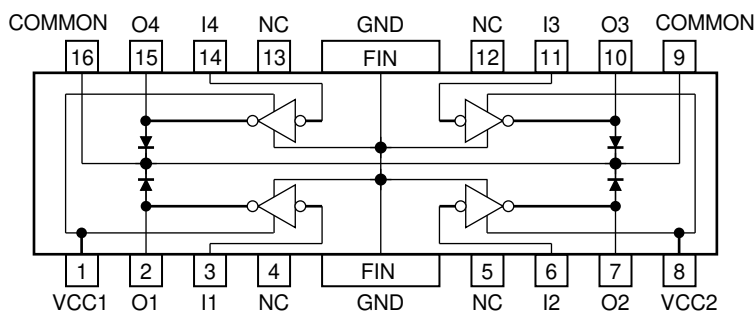 COMMON O4 I4 NC GND NC I3 O3 COMMON
16 15 14 13 FIN 12 11 10 9
1 2 3 4 FIN 5 6 7 8
VCC1 O1 I1 NC GND NC I2 O2 VCC2